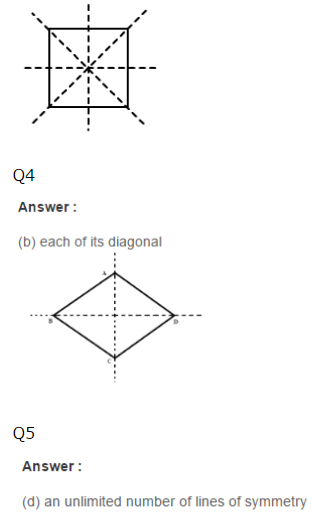 Q4
Answer :
(b) each of its diagonal
A
B
D
C
Q5
Answer :
(d) an unlimited number of lines of symmetry